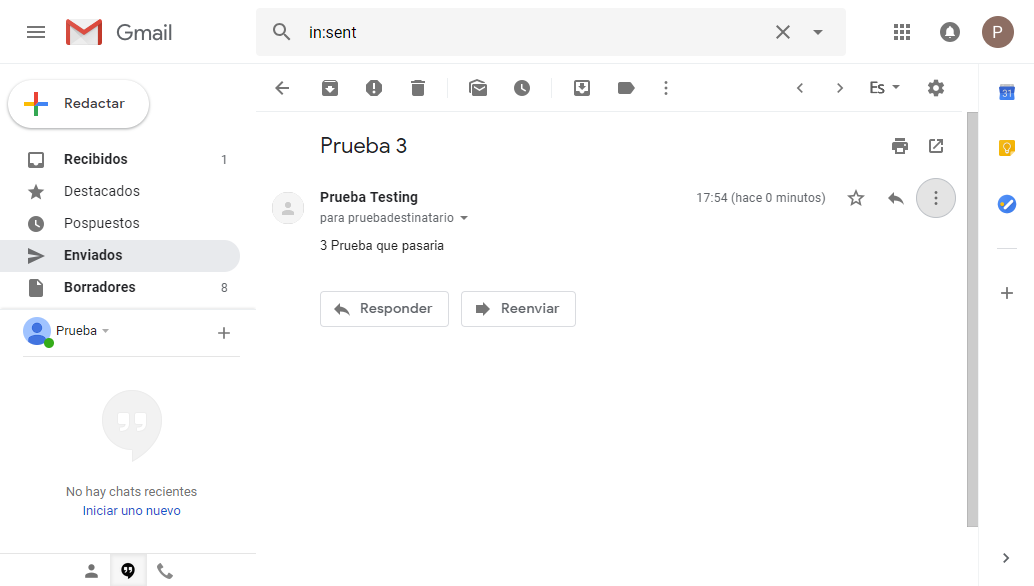 Gmail
in:sent
P
Redactar
Es
31
Recibidos 1
Destacados
Pospuestos
Enviados
Borradores 8
Prueba
No hay chats recientes
Iniciar uno nuevo
Prueba 3
Prueba Testing 17:54 (hace 0 minutos)
para pruebadestinatario
3 Prueba que pasaria
Responder Reenviar